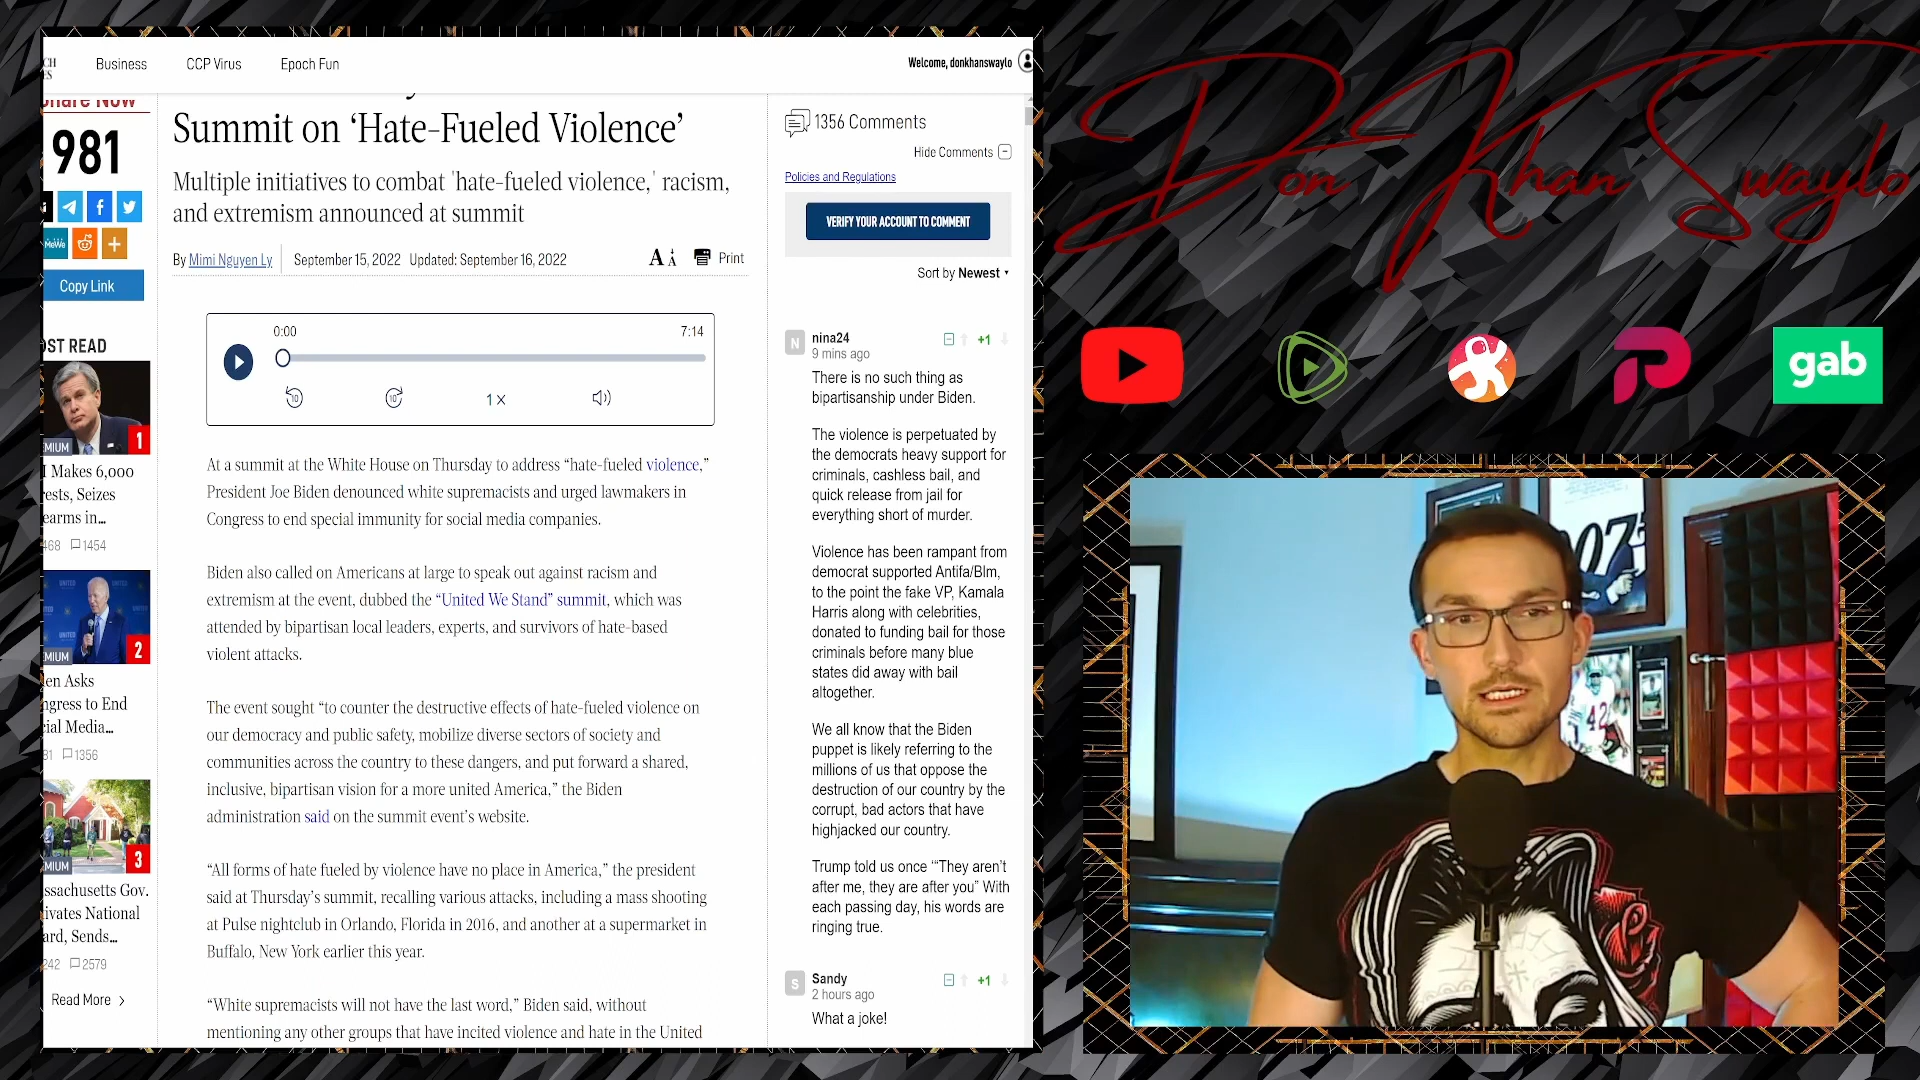 Business
CCP Virus
Epoch Fun
Welcome, donkhanswaylo
981
Copy Link
1
2
3
468
1454
1356
242
2579
Read More
Summit on ‘Hate-Fueled Violence’
Multiple initiatives to combat 'hate-fueled violence,' racism,
and extremism announced at summit
By Mimi Nguyen Ly
September 15, 2022 Updated: September 16, 2022
Print
0:00
7:14
10
10
1 x
At a summit at the White House on Thursday to address “hate-fueled violence,”
President Joe Biden denounced white supremacists and urged lawmakers in
Congress to end special immunity for social media companies.
Biden also called on Americans at large to speak out against racism and
extremism at the event, dubbed the “United We Stand” summit, which was
attended by bipartisan local leaders, experts, and survivors of hate-based
violent attacks.
The event sought “to counter the destructive effects of hate-fueled violence on
our democracy and public safety, mobilize diverse sectors of society and
communities across the country to these dangers, and put forward a shared,
inclusive, bipartisan vision for a more united America,” the Biden
administration said on the summit event’s website.
“All forms of hate fueled by violence have no place in America,” the president
said at Thursday’s summit, recalling various attacks, including a mass shooting
at Pulse nightclub in Orlando, Florida in 2016, and another at a supermarket in
Buffalo, New York earlier this year.
“White supremacists will not have the last word,” Biden said, without
mentioning any other groups that have incited violence and hate in the United
1356 Comments
Hide Comments
Policies and Regulations
VERIFY YOUR ACCOUNT TO COMMENT
Sort by Newest
N
nina24
+1
9 mins ago
There is no such thing as
bipartisanship under Biden.
The violence is perpetuated by
the democrats heavy support for
criminals, cashless bail, and
quick release from jail for
everything short of murder.
Violence has been rampant from
democrat supported Antifa/Blm,
to the point the fake VP, Kamala
Harris along with celebrities,
donated to funding bail for those
criminals before many blue
states did away with bail
altogether.
We all know that the Biden
puppet is likely referring to the
millions of us that oppose the
destruction of our country by the
corrupt, bad actors that have
highjacked our country.
Trump told us once ‘“They aren’t
after me, they are after you” With
each passing day, his words are
ringing true.
S
Sandy
+1
2 hours ago
What a joke!
Don Khan Swaylo
gab
007
42